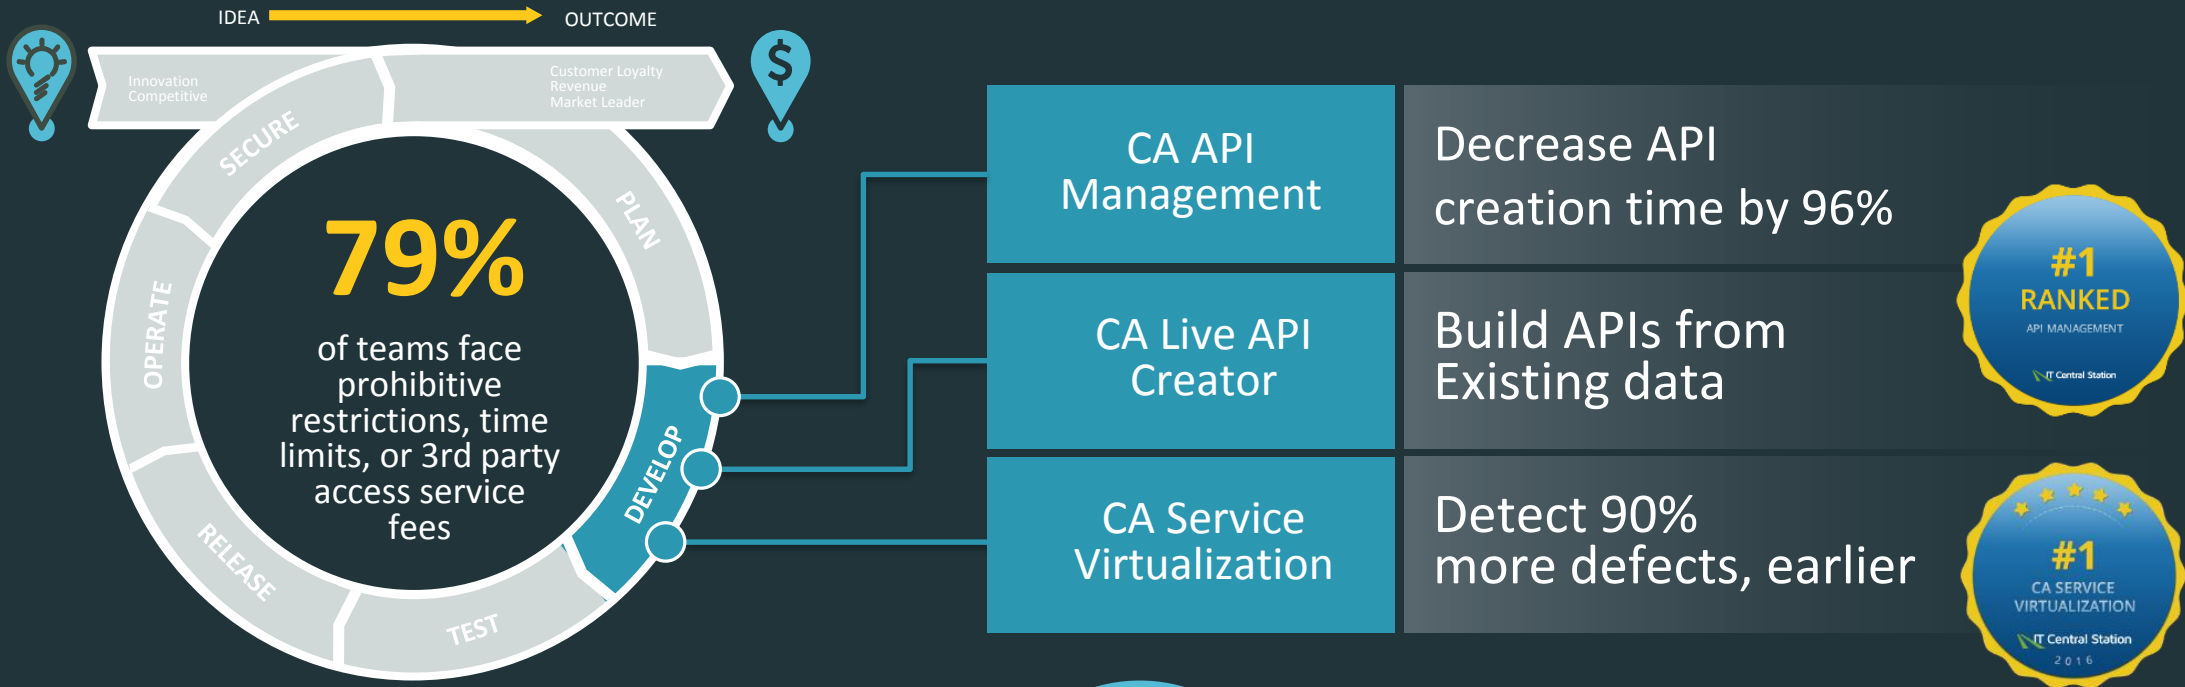 IDEA
OUTCOME
Innovation
Competitive
Customer Loyalty
Revenue
Market Leader
SECURE
PLAN
DEVELOP
TEST
RELEASE
OPERATE
79%
of teams face
prohibitive
restrictions, time
limits, or 3rd party
access service
fees
CA API
Management
Decrease API
creation time by 96%
CA Live API
Creator
Build APIs from
Existing data
CA Service
Virtualization
Detect 90%
more defects, earlier
#1
RANKED
API MANAGEMENT
IT Central Station
#1
CA SERVICE
VIRTUALIZATION
IT Central Station
2016